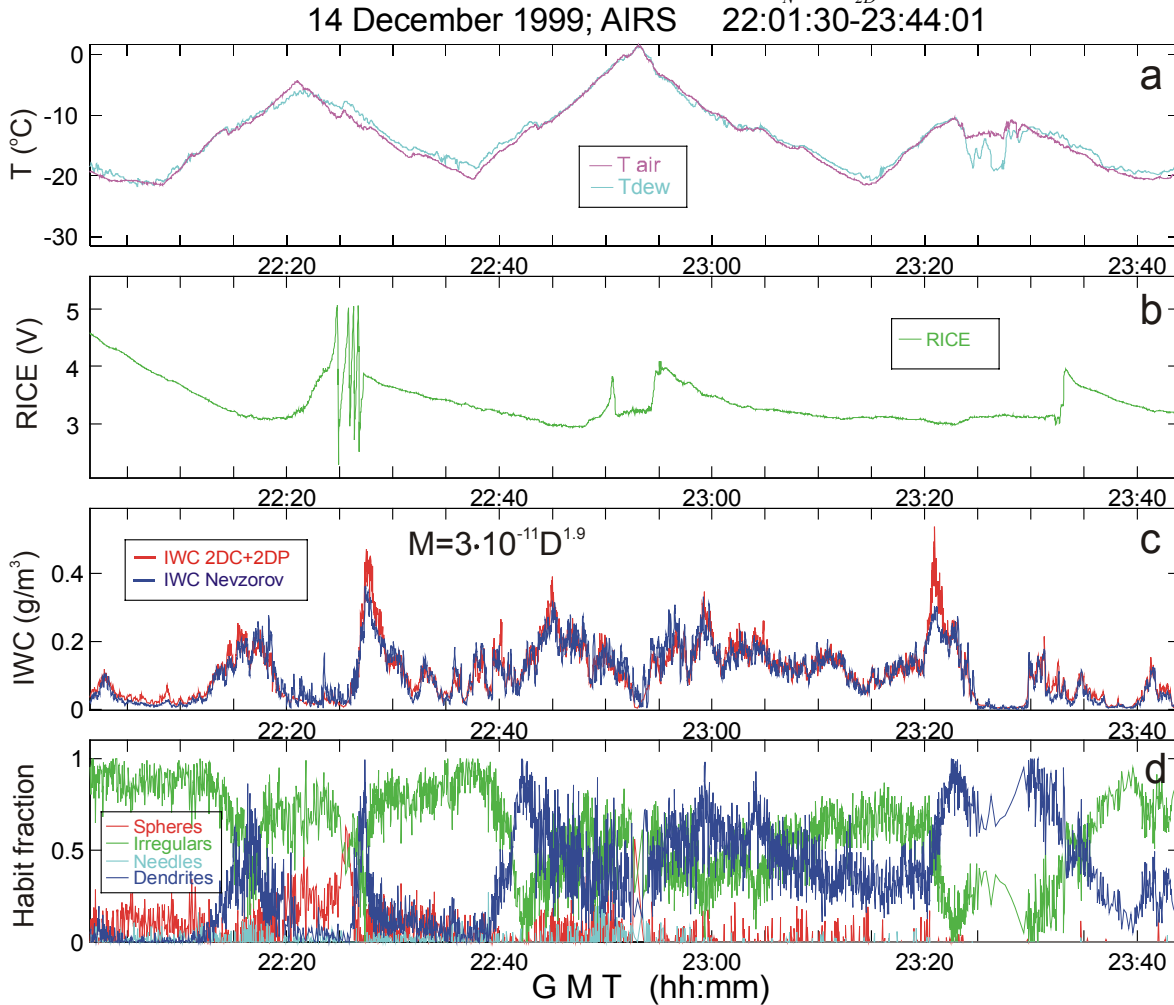 N 2D
14 December 1999; AIRS 22:01:30-23:44:01
a
T (°C)
0
-10
-20
-30
T air
Tdew
22:20 22:40 23:00 23:20 23:40
b
RICE (V)
5
4
3
RICE
22:20 22:40 23:00 23:20 23:40
c
IWC (g/m³)
0.4
0.2
0
IWC 2DC+2DP
IWC Nevzorov
M=3·10⁻¹¹D¹·⁹
22:20 22:40 23:00 23:20 23:40
d
Habit fraction
1
0.5
0
Spheres
Irregulars
Needles
Dendrites
22:20 22:40 23:00 23:20 23:40
G M T (hh:mm)